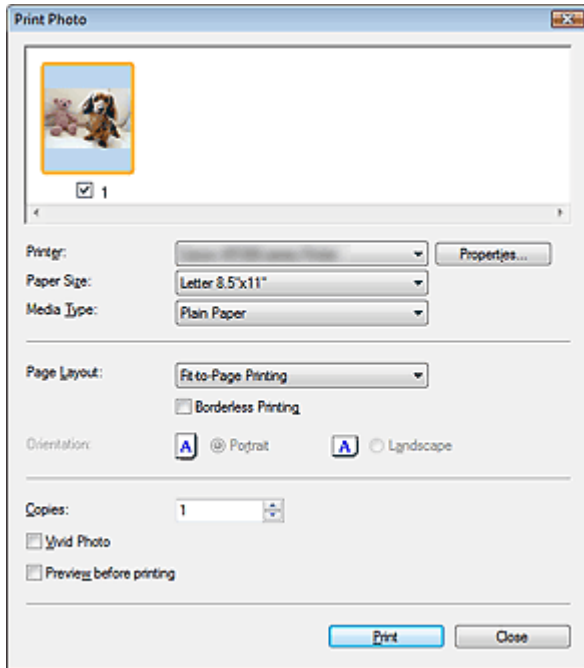 Print Photo
1
Printer:
Properties...
Paper Size: Letter 8.5"x11"
Media Type: Plain Paper
Page Layout: Fit-to-Page Printing
Borderless Printing
Orientation: A Portrait A Landscape
Copies: 1
Vivid Photo
Preview before printing
Print Close